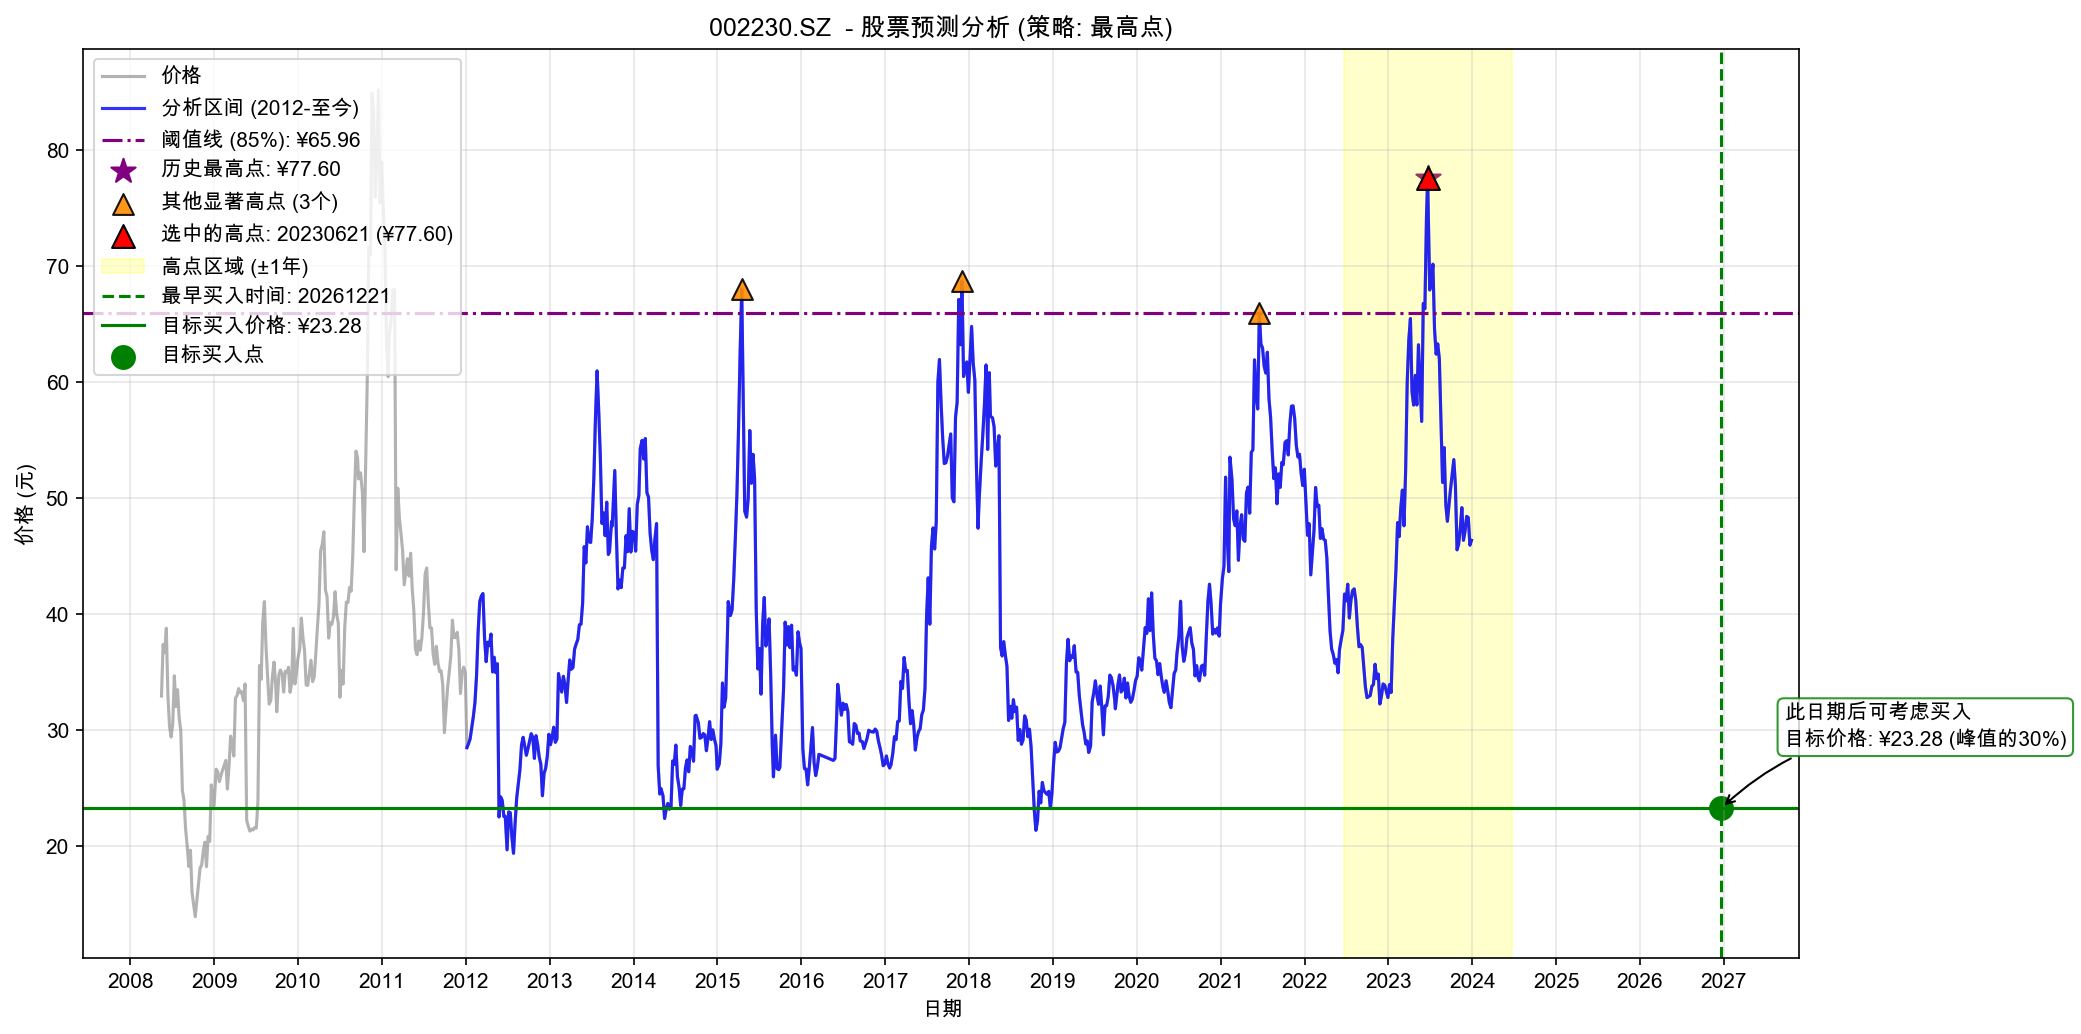 002230.SZ - 股票预测分析 (策略: 最高点)
价格
分析区间 (2012-至今)
阈值线 (85%): ¥65.96
历史最高点: ¥77.60
其他显著高点 (3个)
选中的高点: 20230621 (¥77.60)
高点区域 (±1年)
最早买入时间: 20261221
目标买入价格: ¥23.28
目标买入点
价格 (元)
80
70
60
50
40
30
20
此日期后可考虑买入
目标价格: ¥23.28 (峰值的30%)
2008 2009 2010 2011 2012 2013 2014 2015 2016 2017 2018 2019 2020 2021 2022 2023 2024 2025 2026 2027
日期